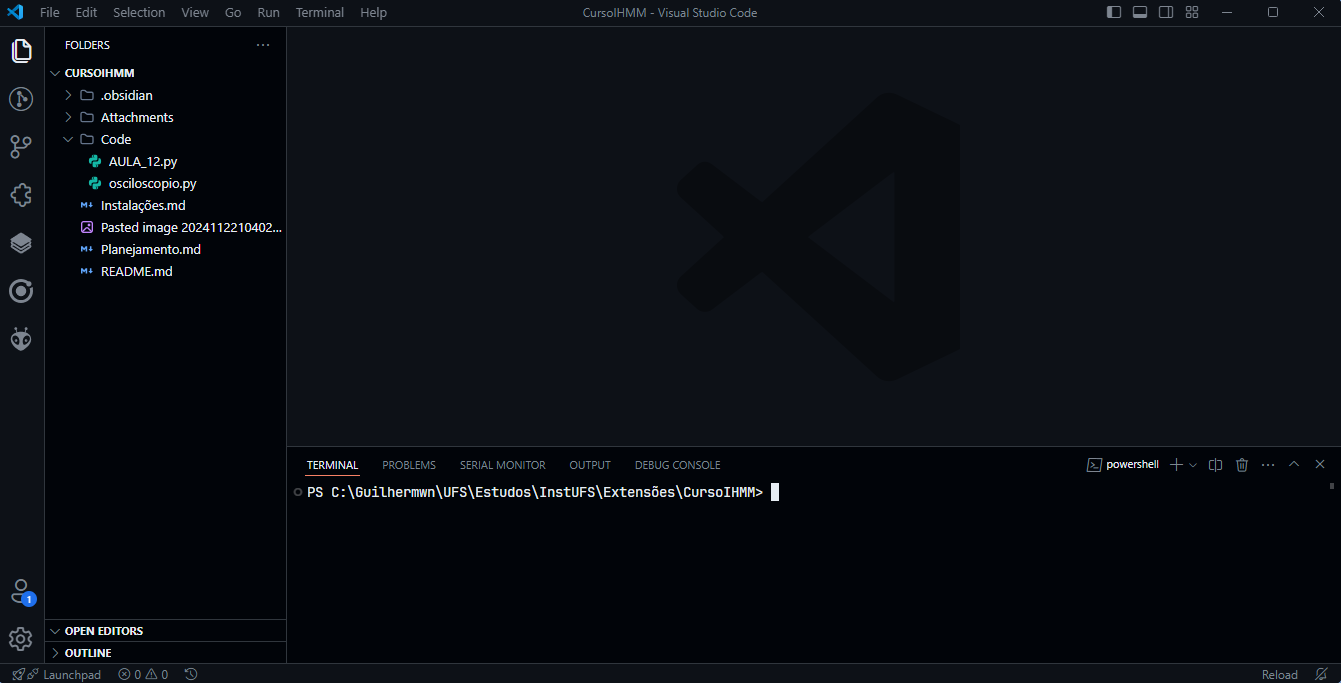 File Edit Selection View Go Run Terminal Help CursoIHMM - Visual Studio Code
FOLDERS
CURSOIHMM
.obsidian
Attachments
Code
AULA_12.py
osciloscopio.py
Instalações.md
Pasted image 2024112210402...
Planejamento.md
README.md
TERMINAL PROBLEMS SERIAL MONITOR OUTPUT DEBUG CONSOLE powershell
PS C:\Guilhermwn\UFS\Estudos\InstUFS\Extensões\CursoIHMM>
1
OPEN EDITORS
OUTLINE
Launchpad 0 0 Reload